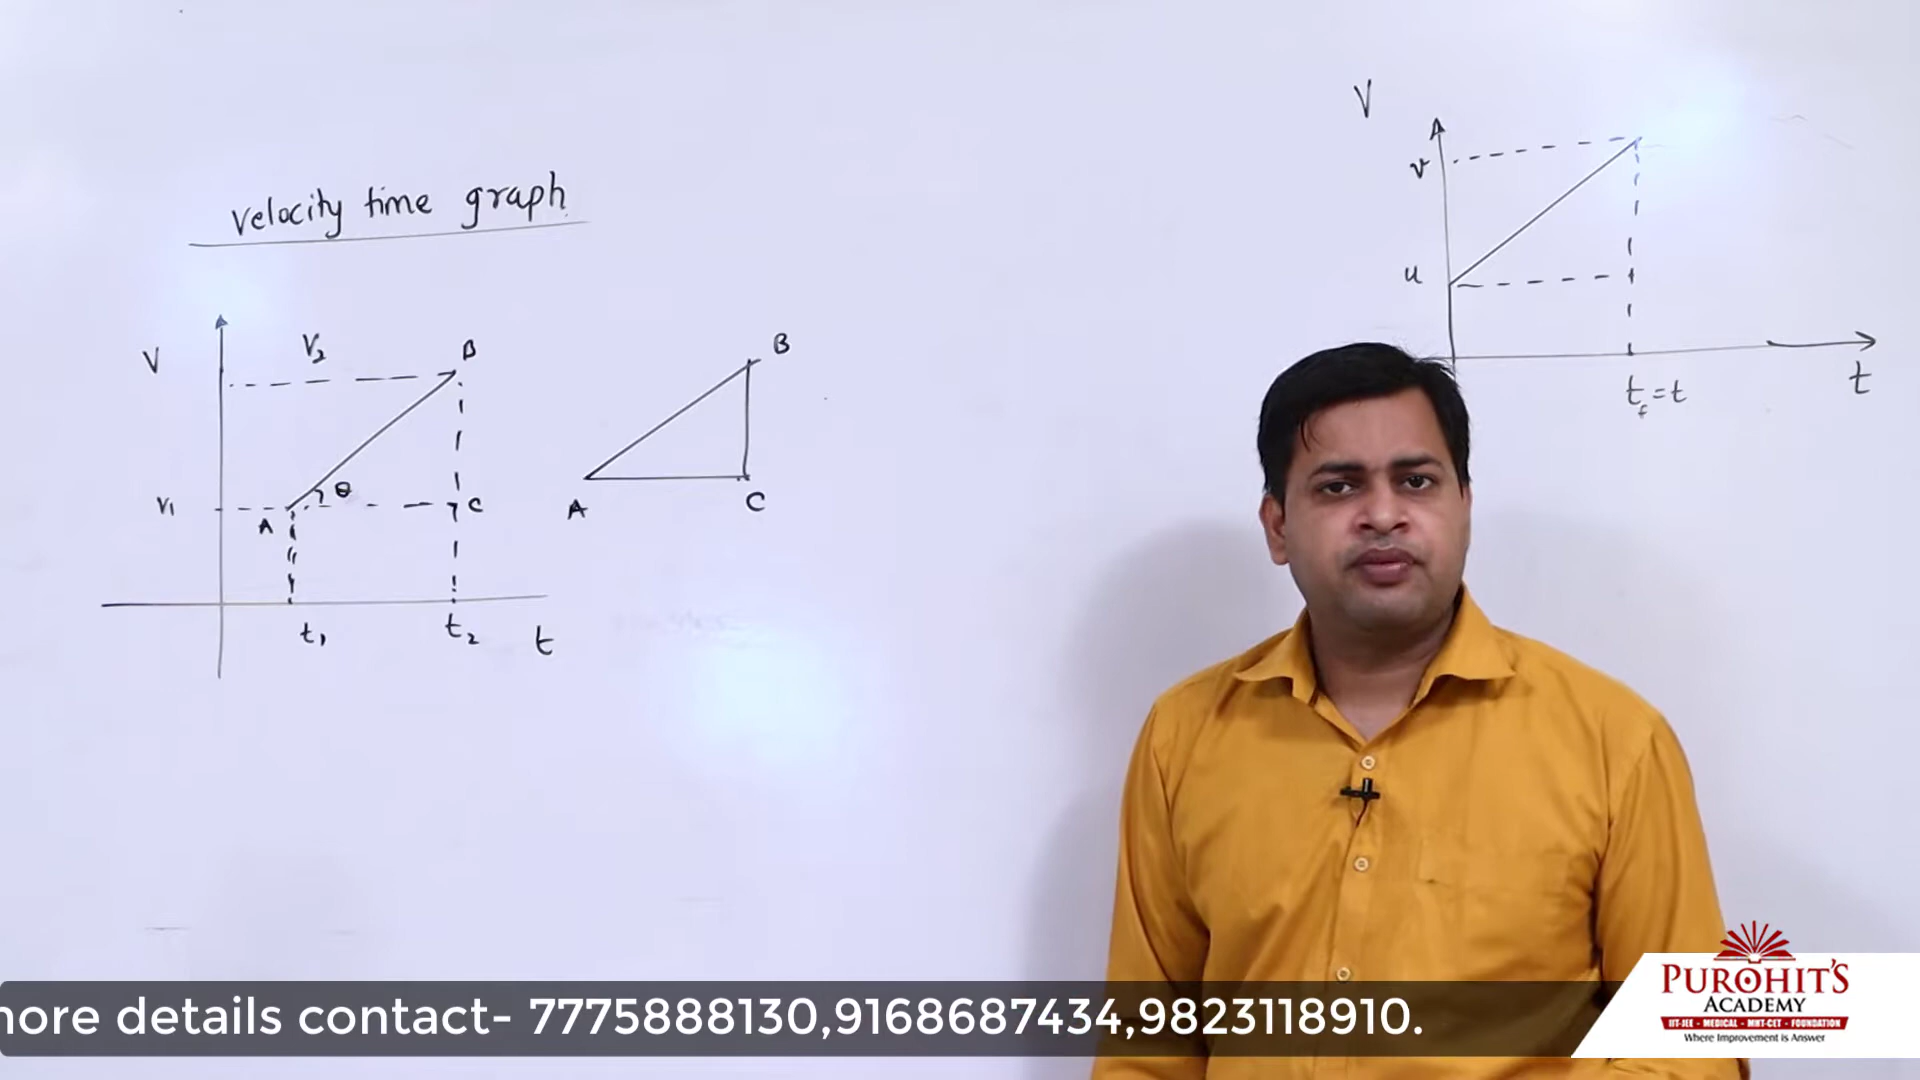 Velocity time graph
V
V2
B
V1
A
θ
C
t1
t2
t
B
A
C
V
v
u
tf=t
t
nore details contact- 7775888130,9168687434,9823118910.
PUROHIT'S
ACADEMY
IIT-JEE - MEDICAL - MHT-CET - FOUNDATION
Where Improvement is Answer